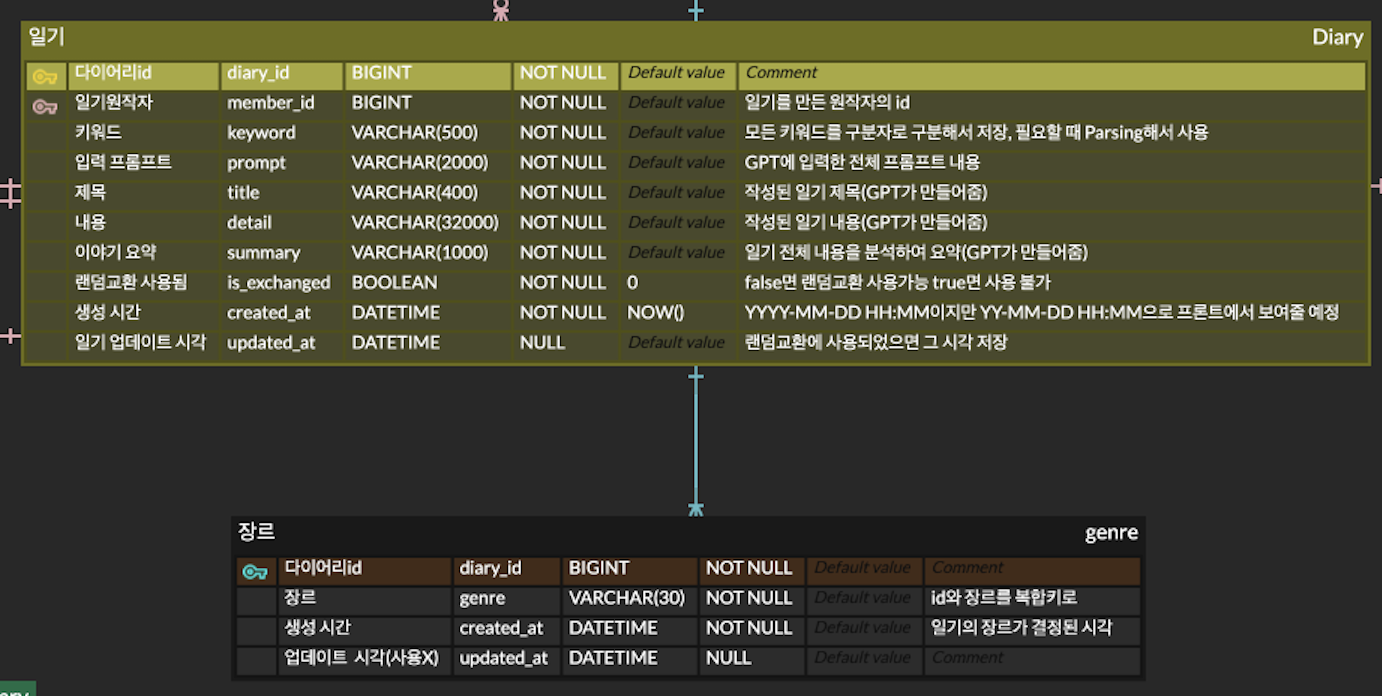 일기 Diary
다이어리id diary_id BIGINT NOT NULL Default value Comment
일기원작자 member_id BIGINT NOT NULL Default value 일기를 만든 원작자의 id
키워드 keyword VARCHAR(500) NOT NULL Default value 모든 키워드를 구분자로 구분해서 저장, 필요할 때 Parsing해서 사용
입력 프롬프트 prompt VARCHAR(2000) NOT NULL Default value GPT에 입력한 전체 프롬프트 내용
제목 title VARCHAR(400) NOT NULL Default value 작성된 일기 제목(GPT가 만들어줌)
내용 detail VARCHAR(32000) NOT NULL Default value 작성된 일기 내용(GPT가 만들어줌)
이야기 요약 summary VARCHAR(1000) NOT NULL Default value 일기 전체 내용을 분석하여 요약(GPT가 만들어줌)
랜덤교환 사용됨 is_exchanged BOOLEAN NOT NULL 0 false면 랜덤교환 사용가능 true면 사용 불가
생성 시간 created_at DATETIME NOT NULL NOW() YYYY-MM-DD HH:MM이지만 YY-MM-DD HH:MM으로 프론트에서 보여줄 예정
일기 업데이트 시각 updated_at DATETIME NULL Default value 랜덤교환에 사용되었으면 그 시각 저장
장르 genre
다이어리id diary_id BIGINT NOT NULL Default value Comment
장르 genre VARCHAR(30) NOT NULL Default value id와 장르를 복합키로
생성 시간 created_at DATETIME NOT NULL Default value 일기의 장르가 결정된 시각
업데이트 시각(사용X) updated_at DATETIME NULL Default value Comment